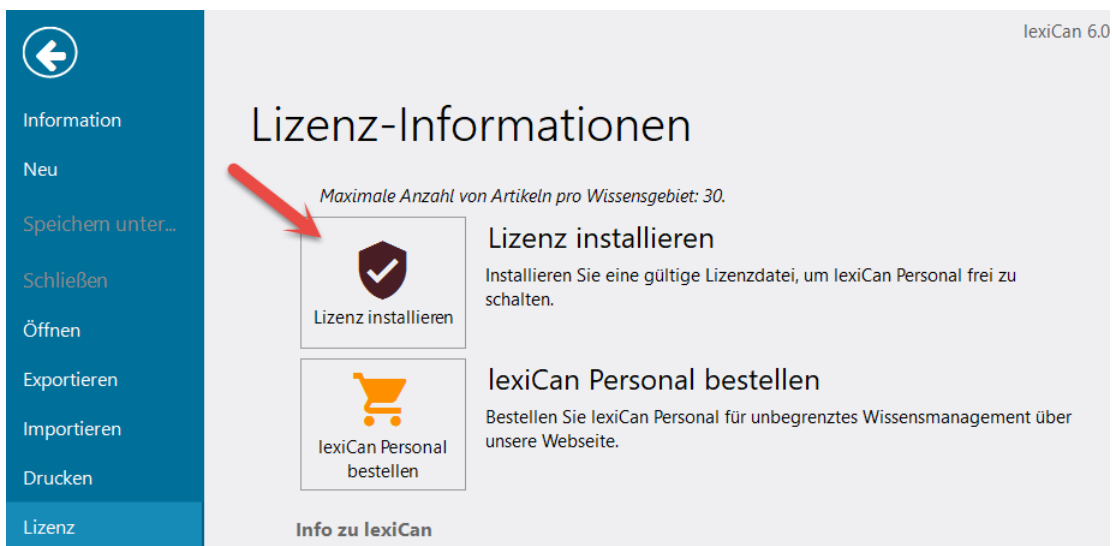 lexiCan 6.0
Information
Neu
Speichern unter...
Schließen
Öffnen
Exportieren
Importieren
Drucken
Lizenz
Lizenz-Informationen
Maximale Anzahl von Artikeln pro Wissensgebiet: 30.
Lizenz installieren
Lizenz installieren
Installieren Sie eine gültige Lizenzdatei, um lexiCan Personal frei zu
schalten.
lexiCan Personal
bestellen
lexiCan Personal bestellen
Bestellen Sie lexiCan Personal für unbegrenztes Wissensmanagement über
unsere Webseite.
Info zu lexiCan